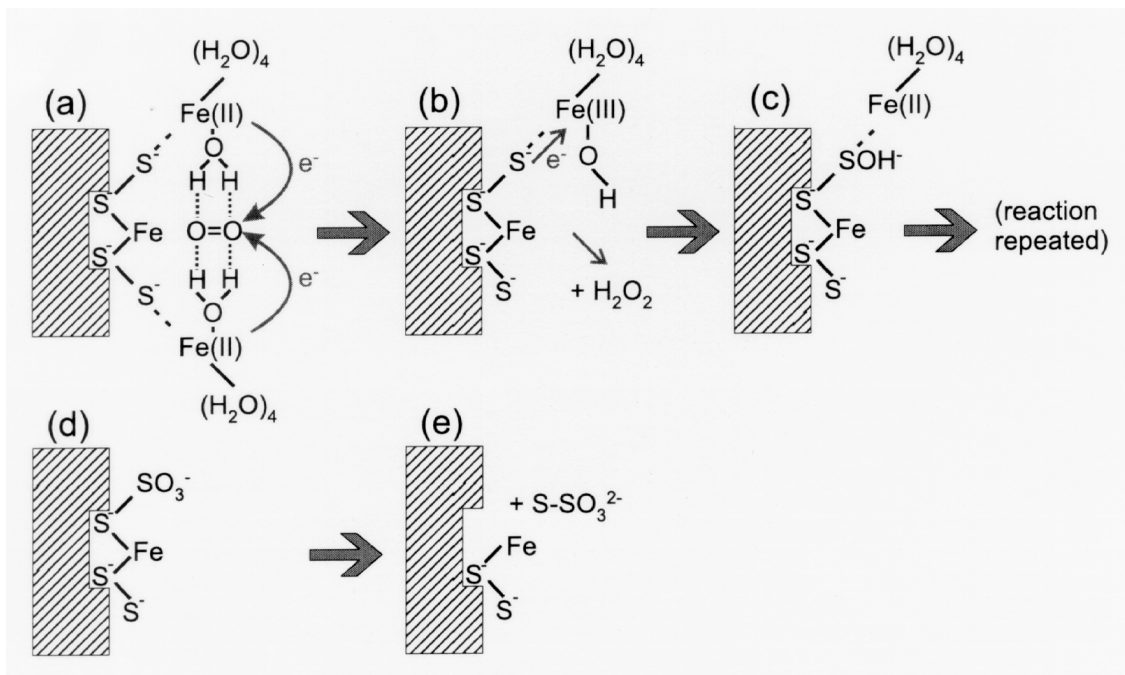 (a)
(H₂O)₄
Fe(II)
O
S⁻
H H
e⁻
S
Fe
O=O
S⁻
H H
e⁻
S⁻
O
Fe(II)
(H₂O)₄
(b)
(H₂O)₄
Fe(III)
S⁻
e⁻
O
H
S
Fe
S⁻
S⁻
+ H₂O₂
(c)
(H₂O)₄
Fe(II)
SOH⁻
S
Fe
S⁻
S⁻
(reaction
repeated)
(d)
SO₃⁻
S⁻
Fe
S⁻
S⁻
(e)
+ S-SO₃²⁻
Fe
S⁻
S⁻